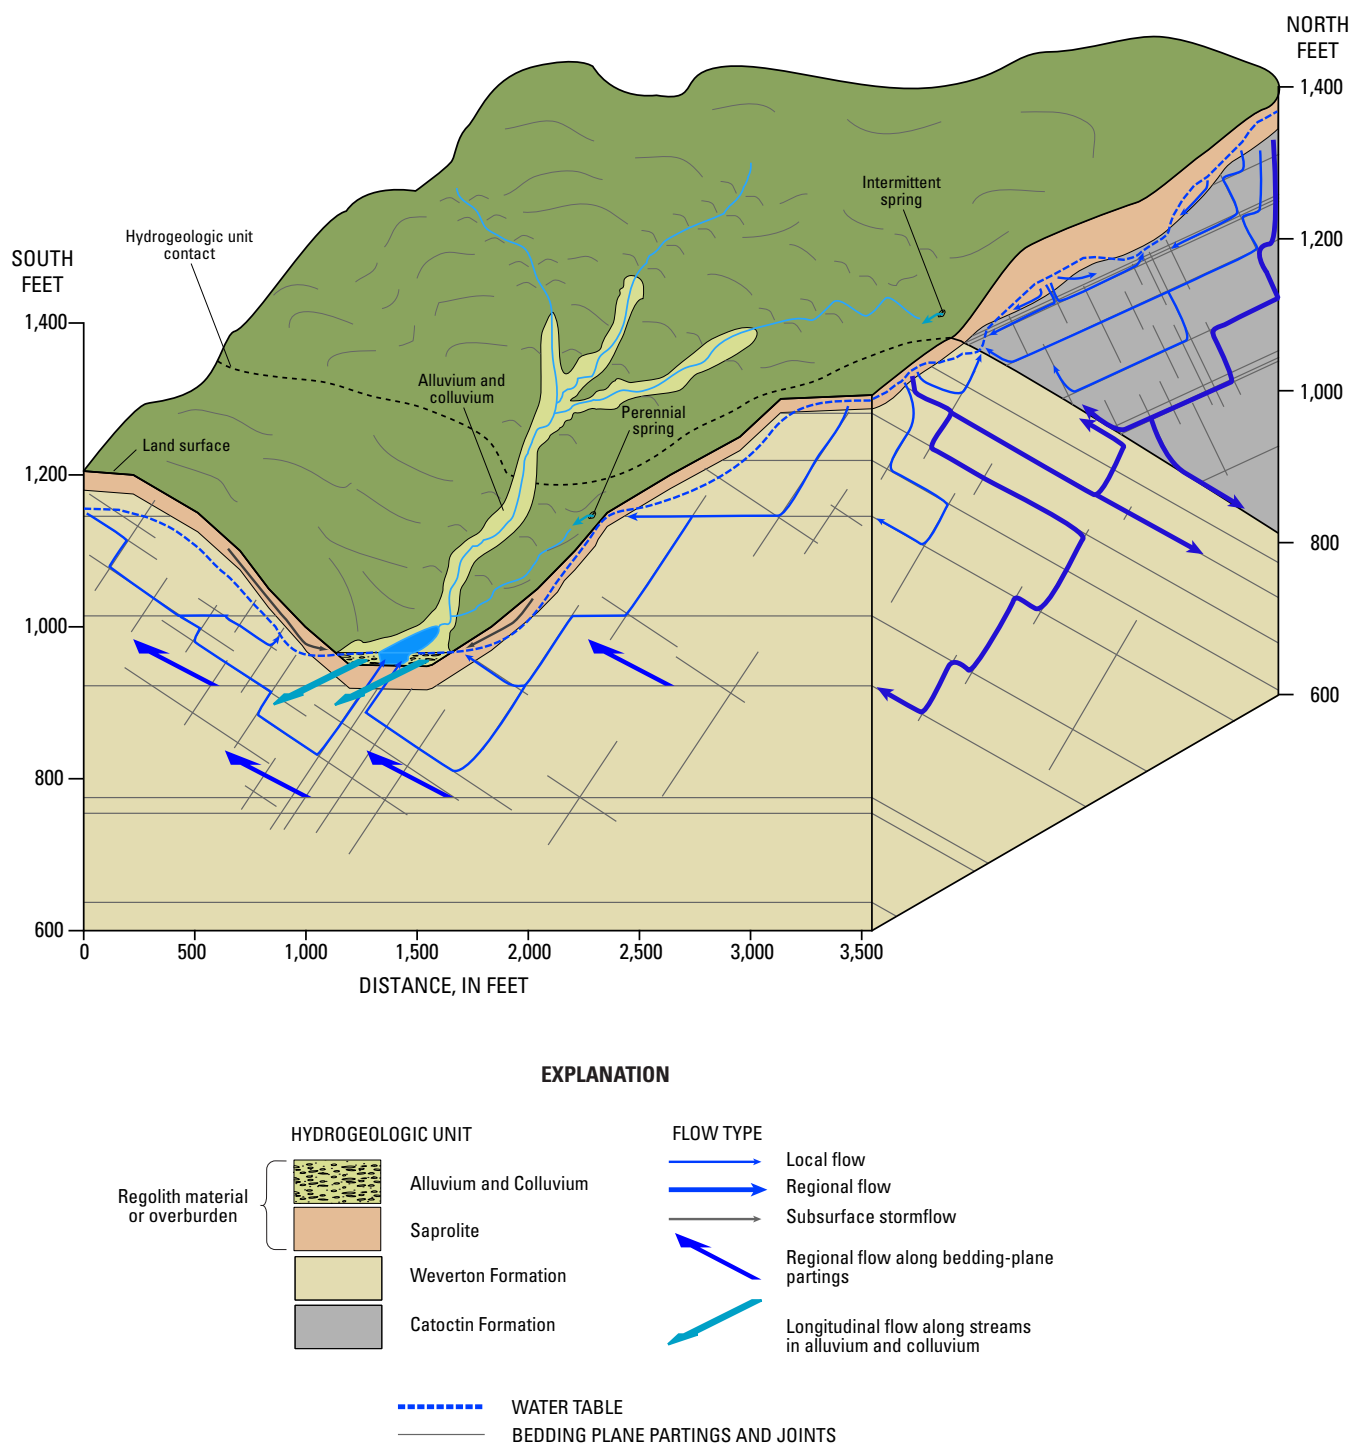 NORTH
FEET
1,400
1,200
1,000
800
600
SOUTH
FEET
1,400
1,200
1,000
800
600
Hydrogeologic unit
contact
Intermittent
spring
Alluvium and
colluvium
Perennial
spring
Land surface
0
500
1,000
1,500
2,000
2,500
3,000
3,500
DISTANCE, IN FEET
EXPLANATION
HYDROGEOLOGIC UNIT
Regolith material
or overburden
Alluvium and Colluvium
Saprolite
Weverton Formation
Catoctin Formation
FLOW TYPE
Local flow
Regional flow
Subsurface stormflow
Regional flow along bedding-plane
partings
Longitudinal flow along streams
in alluvium and colluvium
WATER TABLE
BEDDING PLANE PARTINGS AND JOINTS